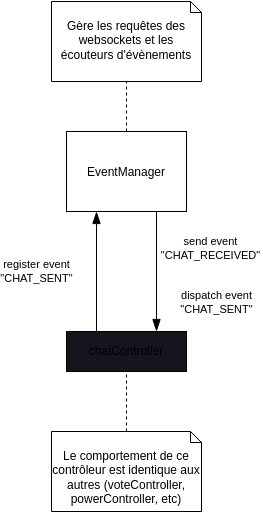 Gère les requêtes des
websockets et les
écouteurs d'évènements
EventManager
send event
"CHAT_RECEIVED"
register event
"CHAT_SENT"
dispatch event
"CHAT_SENT"
chatController
Le comportement de ce
contrôleur est identique aux
autres (voteController,
powerController, etc)